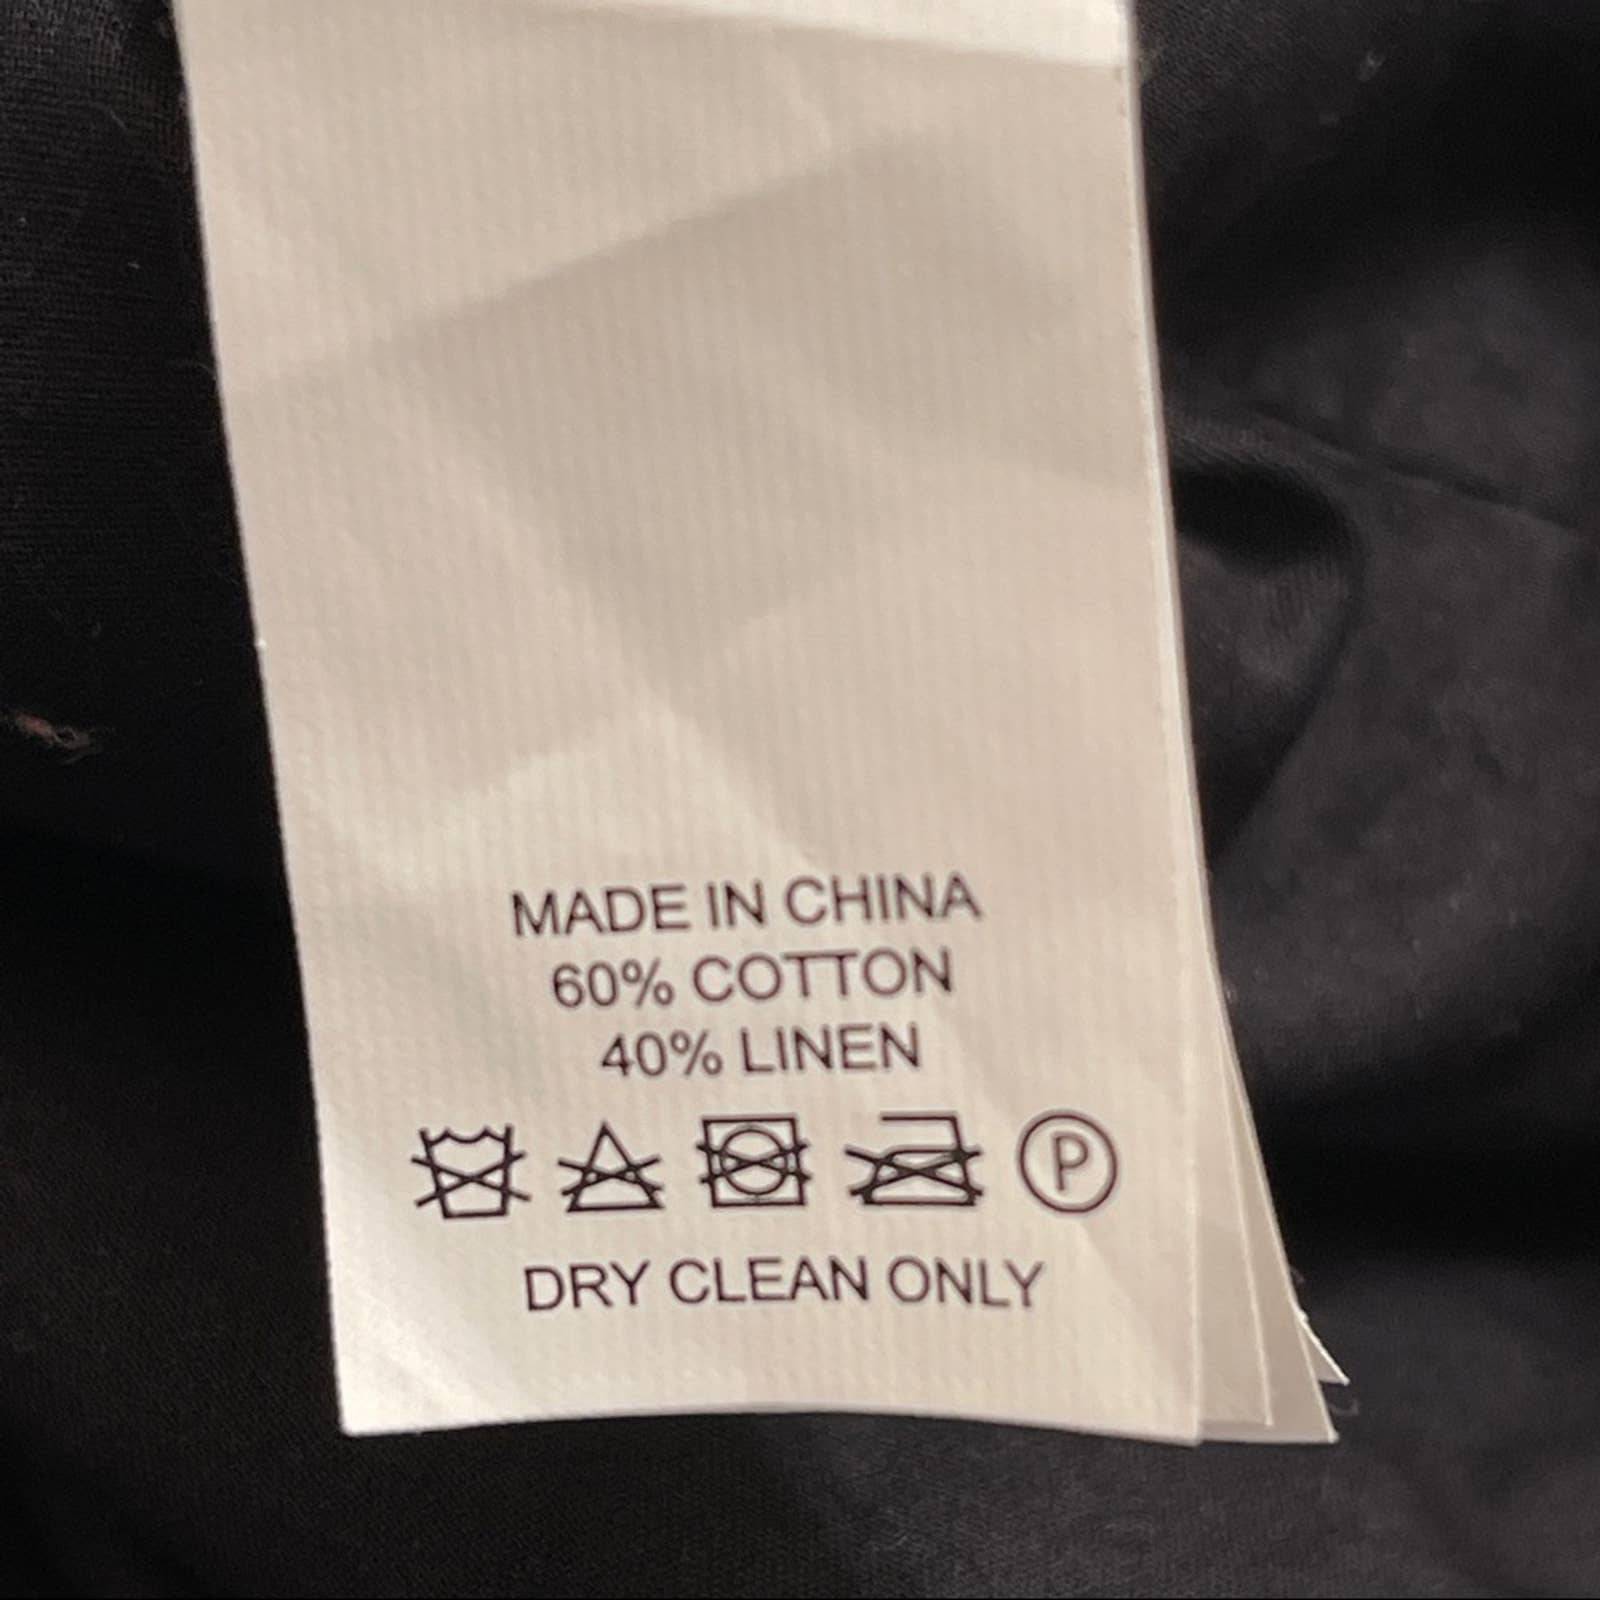 MADE IN CHINA
60% COTTON
40% LINEN
P
DRY CLEAN ONLY